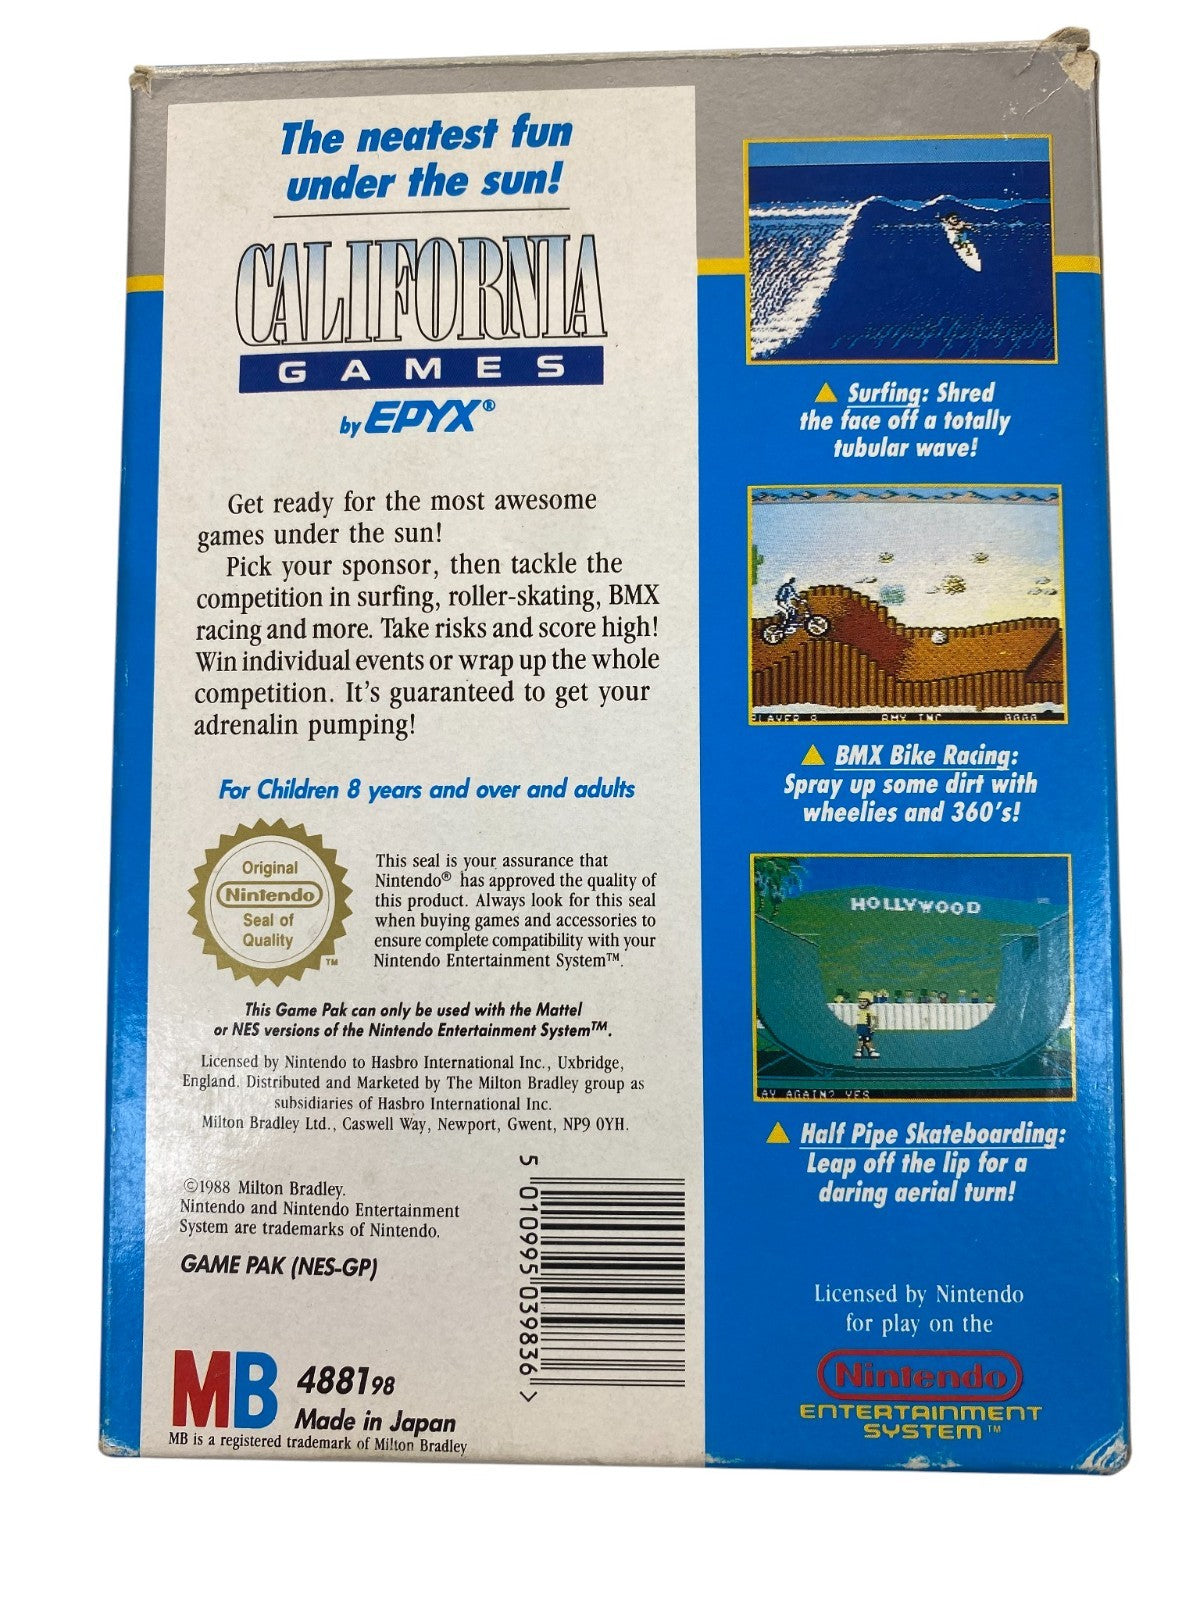 The neatest fun
under the sun!
CALIFORNIA
GAMES
by EPYX®
Get ready for the most awesome
games under the sun!
Pick your sponsor, then tackle the
competition in surfing, roller-skating, BMX
racing and more. Take risks and score high!
Win individual events or wrap up the whole
competition. It's guaranteed to get your
adrenalin pumping!
For Children 8 years and over and adults
Original
Nintendo
Seal of
Quality
TM
This seal is your assurance that
Nintendo® has approved the quality of
this product. Always look for this seal
when buying games and accessories to
ensure complete compatibility with your
Nintendo Entertainment System™.
This Game Pak can only be used with the Mattel
or NES versions of the Nintendo Entertainment System™.
Licensed by Nintendo to Hasbro International Inc., Uxbridge,
England. Distributed and Marketed by The Milton Bradley group as
subsidiaries of Hasbro International Inc.
Milton Bradley Ltd., Caswell Way, Newport, Gwent, NP9 0YH.
©1988 Milton Bradley.
Nintendo and Nintendo Entertainment
System are trademarks of Nintendo.
GAME PAK (NES-GP)
5 010995 039836 >
MB 488198
Made in Japan
MB is a registered trademark of Milton Bradley
▲ Surfing: Shred
the face off a totally
tubular wave!
PLAYER 8 BMX INC 0000
▲ BMX Bike Racing:
Spray up some dirt with
wheelies and 360's!
HOLLYWOOD
AY AGAIN? YES
▲ Half Pipe Skateboarding:
Leap off the lip for a
daring aerial turn!
Licensed by Nintendo
for play on the
Nintendo
ENTERTAINMENT
SYSTEM™